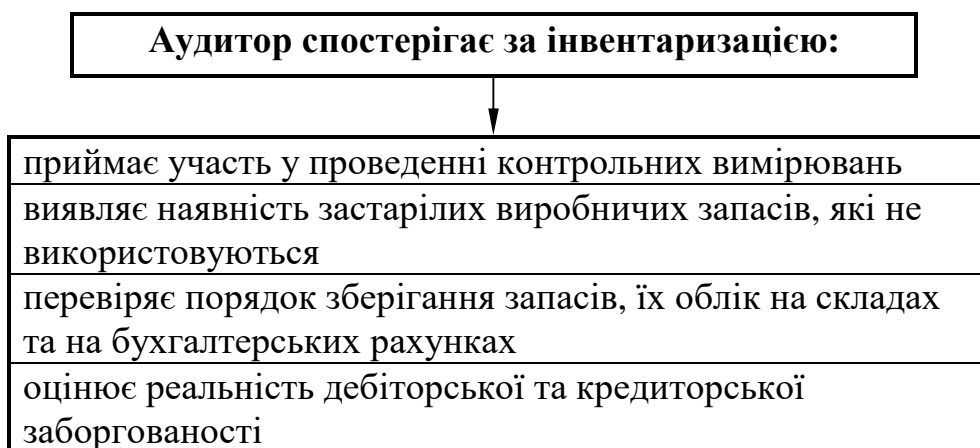 Аудитор спостерігає за інвентаризацією:
приймає участь у проведенні контрольних вимірювань
виявляє наявність застарілих виробничих запасів, які не
використовуються
перевіряє порядок зберігання запасів, їх облік на складах
та на бухгалтерських рахунках
оцінює реальність дебіторської та кредиторської
заборгованості